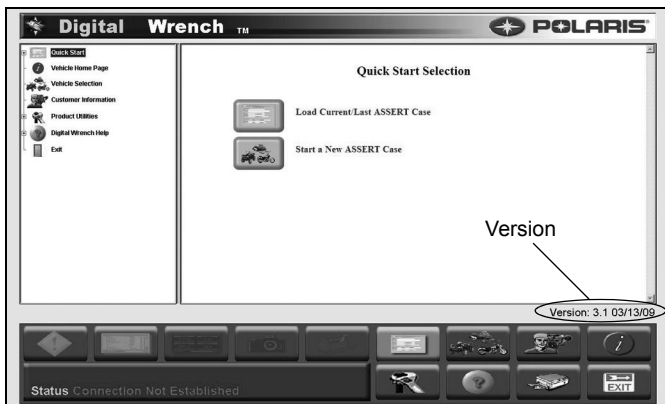 Digital Wrench TM
POLARIS
Quick Start
Vehicle Home Page
Vehicle Selection
Customer Information
Product Utilities
Digital Wrench Help
Exit
Quick Start Selection
Load Current/Last ASSERT Case
Start a New ASSERT Case
Version
Version: 3.1 03/13/09
Status Connection Not Established
EXIT